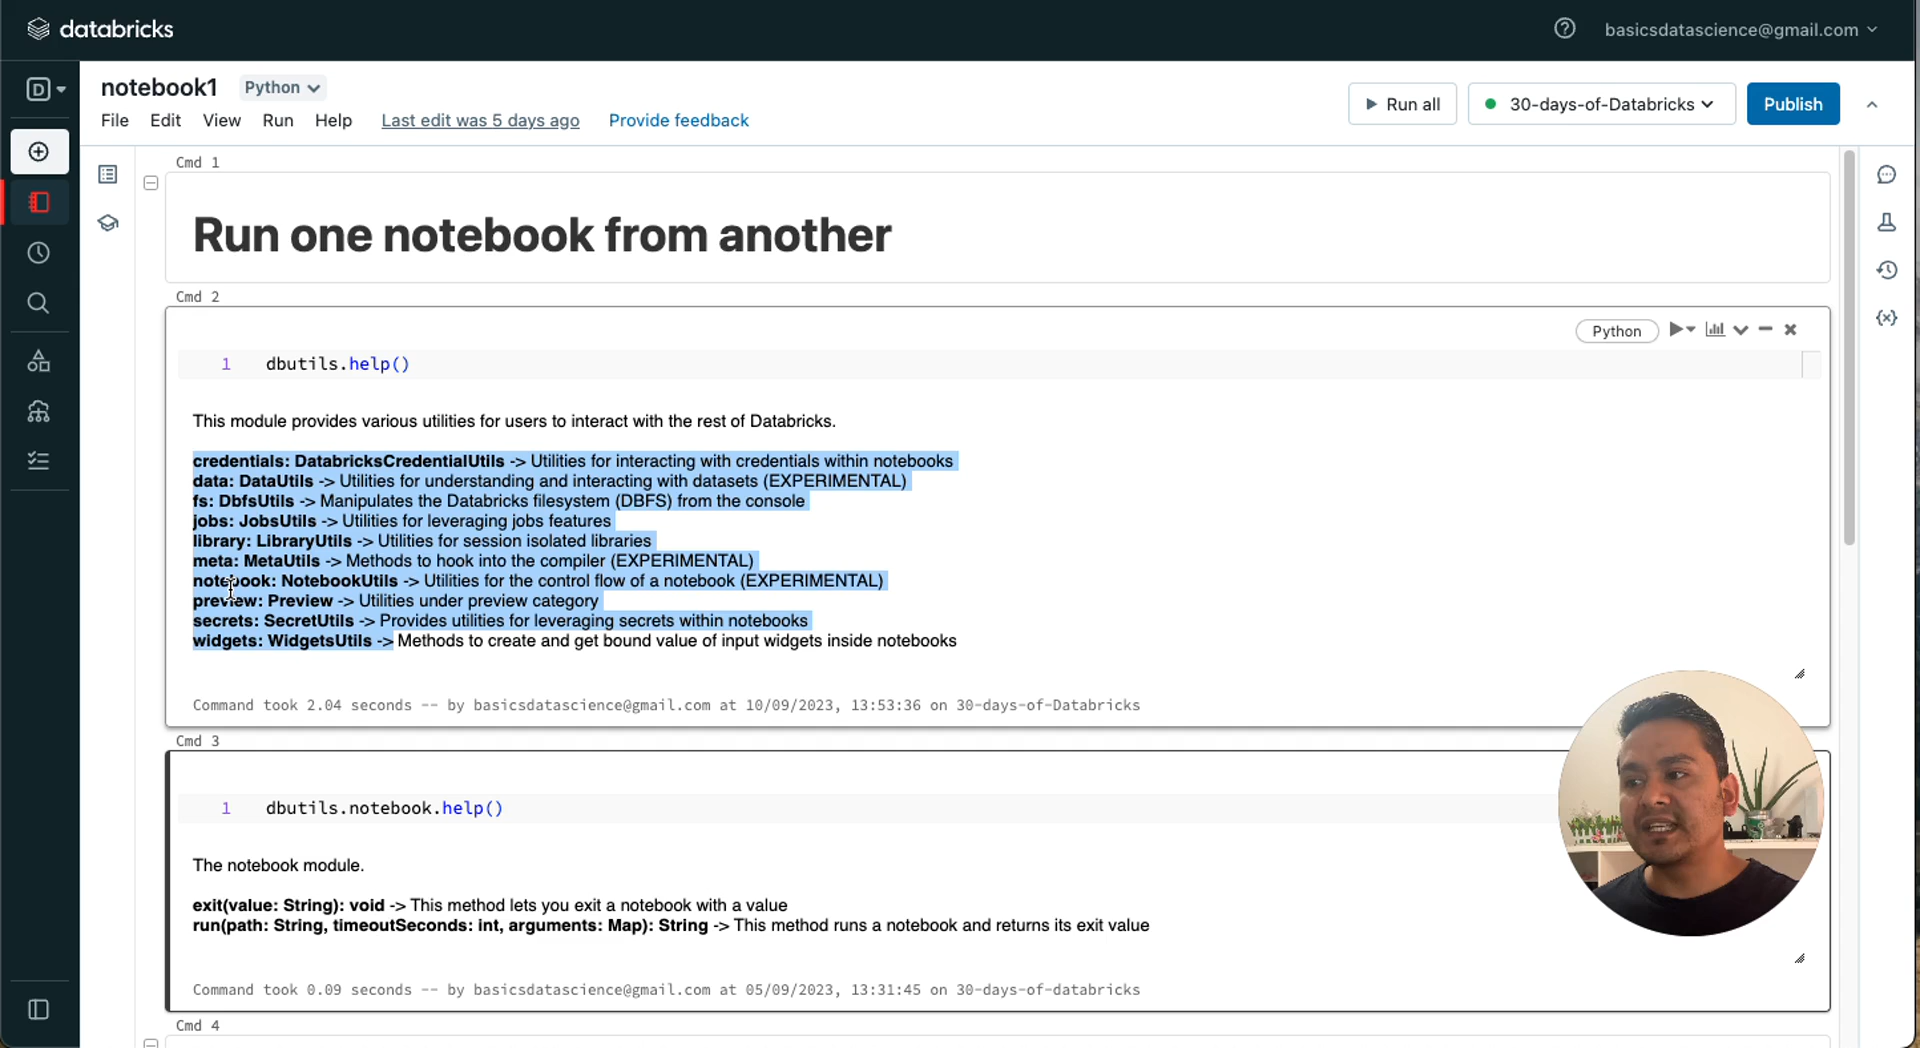 databricks
basicsdatascience@gmail.com
D
notebook1 Python
File Edit View Run Help Last edit was 5 days ago Provide feedback
Run all 30-days-of-Databricks Publish
Cmd 1
Run one notebook from another
Cmd 2
Python
1 dbutils.help()
This module provides various utilities for users to interact with the rest of Databricks.
credentials: DatabricksCredentialUtils -> Utilities for interacting with credentials within notebooks
data: DataUtils -> Utilities for understanding and interacting with datasets (EXPERIMENTAL)
fs: DbfsUtils -> Manipulates the Databricks filesystem (DBFS) from the console
jobs: JobsUtils -> Utilities for leveraging jobs features
library: LibraryUtils -> Utilities for session isolated libraries
meta: MetaUtils -> Methods to hook into the compiler (EXPERIMENTAL)
notebook: NotebookUtils -> Utilities for the control flow of a notebook (EXPERIMENTAL)
preview: Preview -> Utilities under preview category
secrets: SecretUtils -> Provides utilities for leveraging secrets within notebooks
widgets: WidgetsUtils -> Methods to create and get bound value of input widgets inside notebooks
Command took 2.04 seconds -- by basicsdatascience@gmail.com at 10/09/2023, 13:53:36 on 30-days-of-Databricks
Cmd 3
1 dbutils.notebook.help()
The notebook module.
exit(value: String): void -> This method lets you exit a notebook with a value
run(path: String, timeoutSeconds: int, arguments: Map): String -> This method runs a notebook and returns its exit value
Command took 0.09 seconds -- by basicsdatascience@gmail.com at 05/09/2023, 13:31:45 on 30-days-of-databricks
Cmd 4